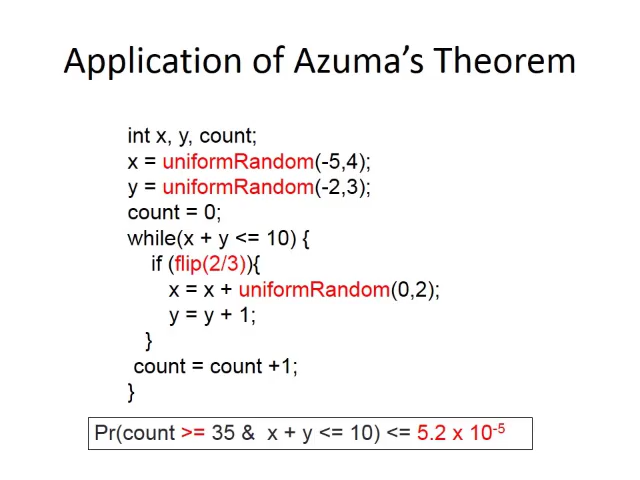 Application of Azuma’s Theorem
int x, y, count;
x = uniformRandom(-5,4);
y = uniformRandom(-2,3);
count = 0;
while(x + y <= 10) {
if (flip(2/3)){
x = x + uniformRandom(0,2);
y = y + 1;
}
count = count +1;
}
Pr(count >= 35 & x + y <= 10) <= 5.2 x 10⁻⁵